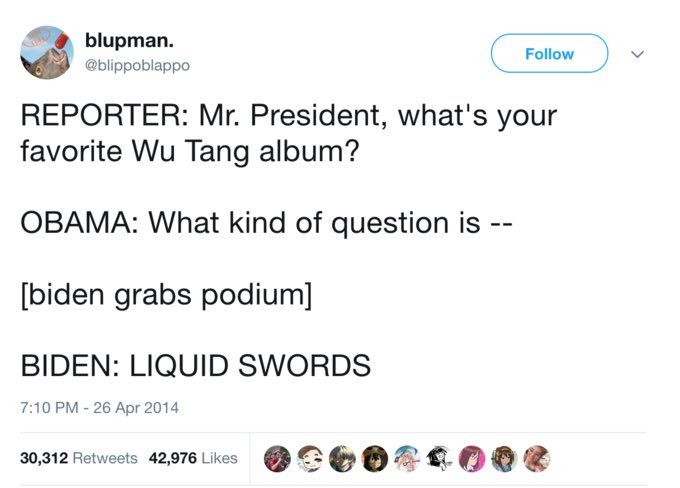 blupman.
@blippoblappo
Follow
REPORTER: Mr. President, what's your
favorite Wu Tang album?
OBAMA: What kind of question is --
[biden grabs podium]
BIDEN: LIQUID SWORDS
7:10 PM - 26 Apr 2014
30,312 Retweets 42,976 Likes